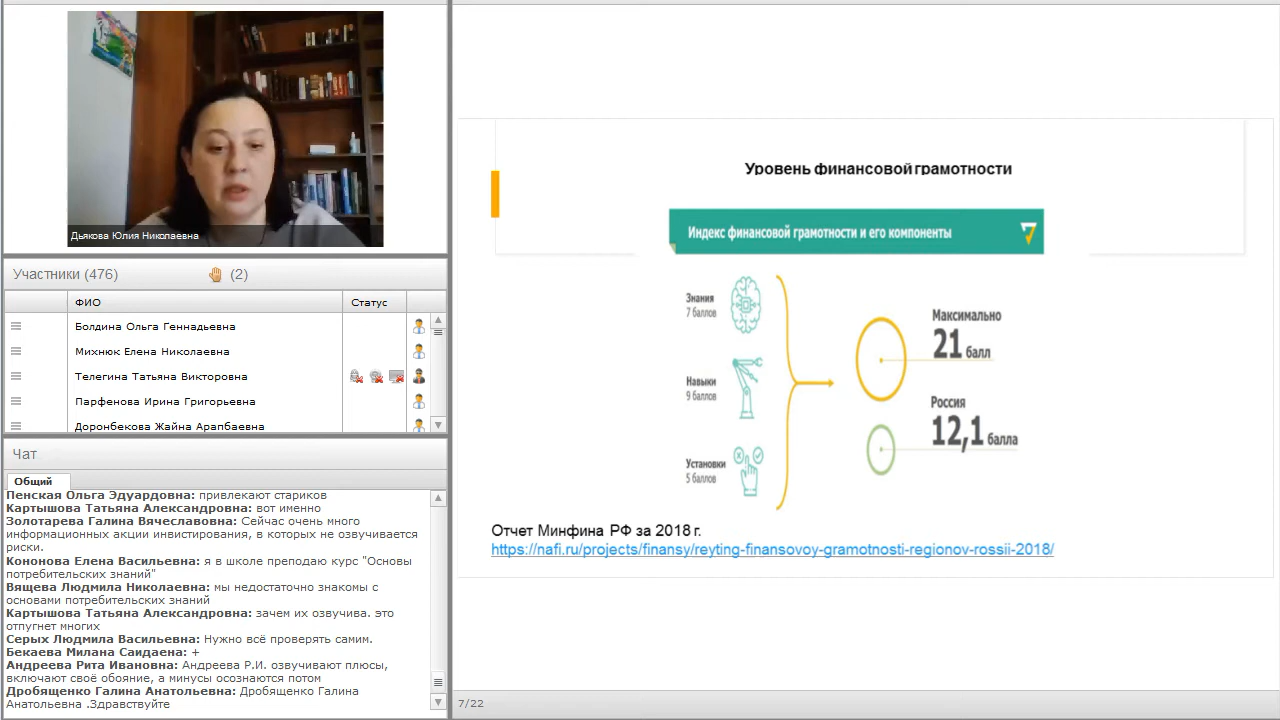 Дьякова Юлия Николаевна
Участники (476)
(2)
ФИО
Статус
Болдина Ольга Геннадьевна
Михнюк Елена Николаевна
Телегина Татьяна Викторовна
Парфенова Ирина Григорьевна
Доронбекова Жайна Арапбаевна
Чат
Общий
Пенская Ольга Эдуардовна: привлекают стариков
Картышова Татьяна Александровна: вот именно
Золотарева Галина Вячеславовна: Сейчас очень много
информационных акции инвистирования, в которых не озвучивается
риски.
Кононова Елена Васильевна: я в школе преподаю курс "Основы
потребительских знаний"
Вящева Людмила Николаевна: мы недостаточно знакомы с
основами потребительских знаний
Картышова Татьяна Александровна: зачем их озвучива. это
отпугнет многих
Серых Людмила Васильевна: Нужно всё проверять самим.
Бекаева Милана Саидаена: +
Андреева Рита Ивановна: Андреева Р.И. озвучивают плюсы,
включают своё обояние, а минусы осознаются потом
Дробященко Галина Анатольевна: Дробященко Галина
Анатольевна .Здравствуйте
Уровень финансовой грамотности
Индекс финансовой грамотности и его компоненты
Знания
7 баллов
Навыки
9 баллов
Установки
5 баллов
Максимально
21 балл
Россия
12,1 балла
Отчет Минфина РФ за 2018 г.
https://nafi.ru/projects/finansy/reyting-finansovoy-gramotnosti-regionov-rossii-2018/
7/22